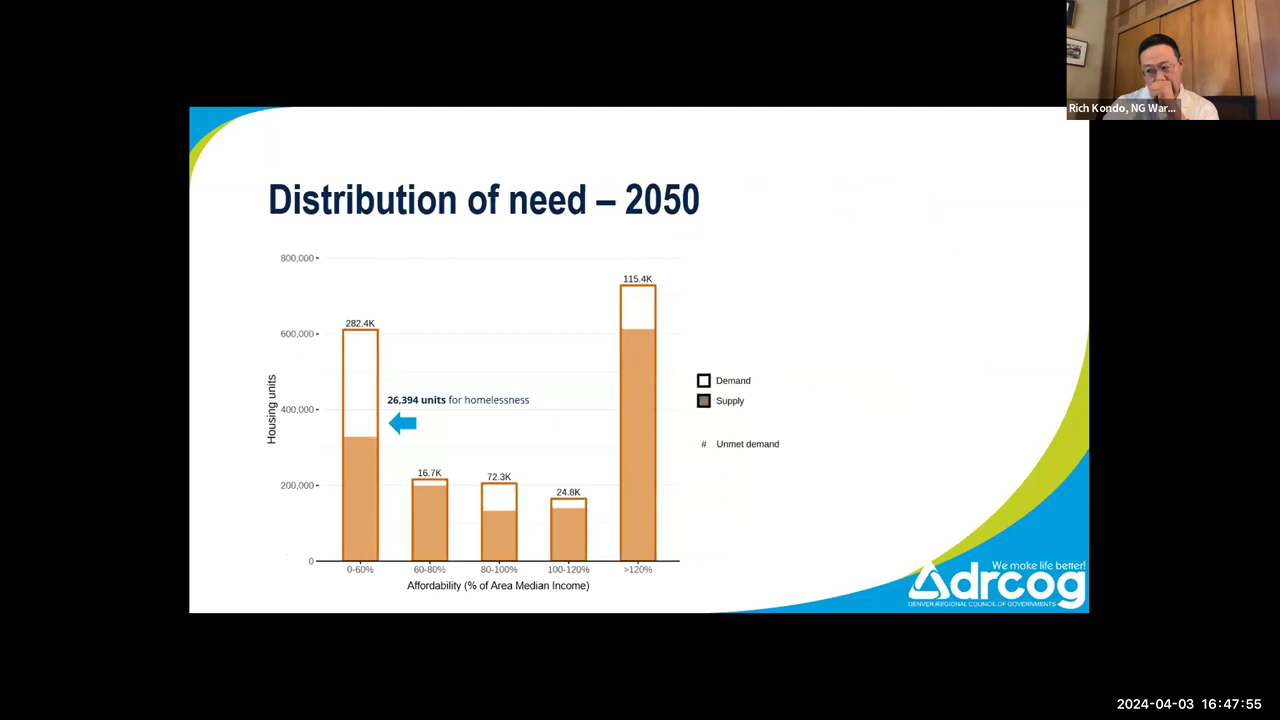 Rich Kondo, NG War...
Distribution of need – 2050
800,000
600,000
400,000
200,000
0
Housing units
282.4K
16.7K
72.3K
24.8K
115.4K
26,394 units for homelessness
0-60%
60-80%
80-100%
100-120%
>120%
Affordability (% of Area Median Income)
Demand
Supply
# Unmet demand
We make life better!
drcog
DENVER REGIONAL COUNCIL OF GOVERNMENTS
2024-04-03 16:47:55